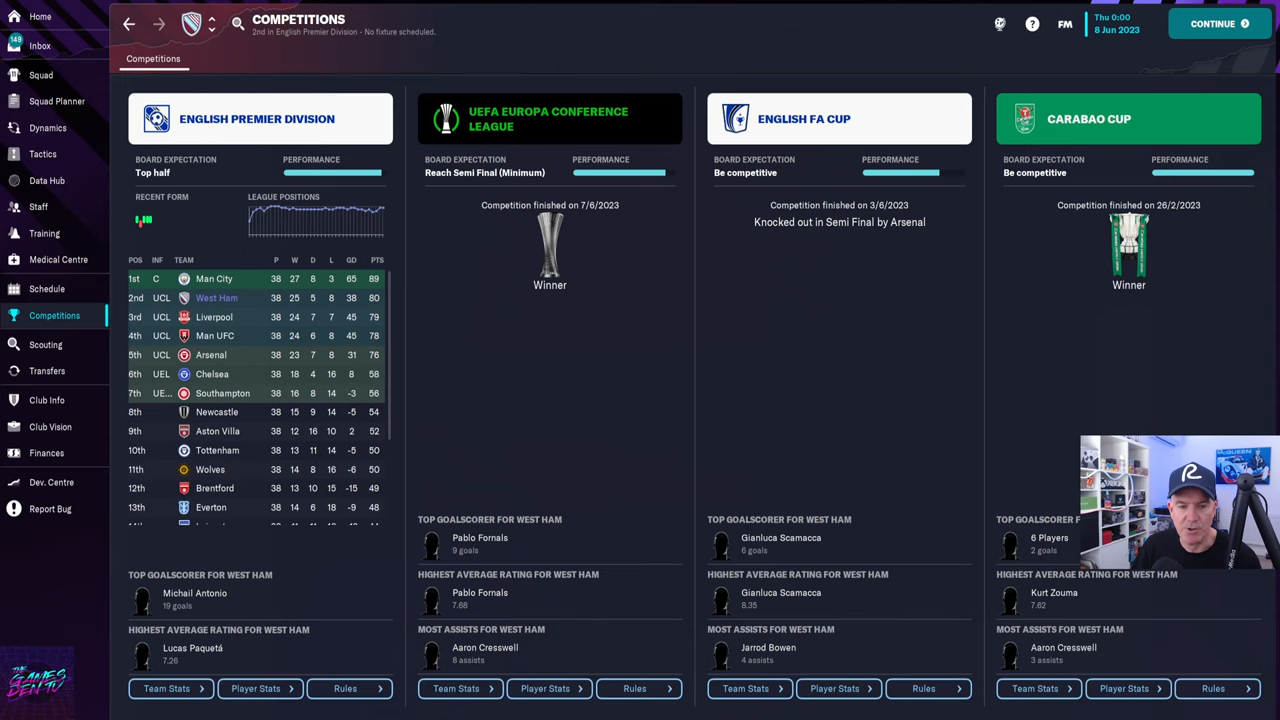 Home
149
Inbox
Squad
Squad Planner
Dynamics
Tactics
Data Hub
Staff
Training
Medical Centre
Schedule
Competitions
Scouting
Transfers
Club Info
Club Vision
Finances
Dev. Centre
Report Bug
THE GAMES BEN TV
COMPETITIONS
2nd in English Premier Division - No fixture scheduled.
FM
Thu 0:00
8 Jun 2023
CONTINUE
Competitions
ENGLISH PREMIER DIVISION
BOARD EXPECTATION PERFORMANCE
Top half
RECENT FORM LEAGUE POSITIONS
POS INF TEAM P W D L GD PTS
1st C Man City 38 27 8 3 65 89
2nd UCL West Ham 38 25 5 8 38 80
3rd UCL Liverpool 38 24 7 7 45 79
4th UCL Man UFC 38 24 6 8 45 78
5th UCL Arsenal 38 23 7 8 31 76
6th UEL Chelsea 38 18 4 16 8 58
7th UE... Southampton 38 16 8 14 -3 56
8th Newcastle 38 15 9 14 -5 54
9th Aston Villa 38 12 16 10 2 52
10th Tottenham 38 13 11 14 -5 50
11th Wolves 38 14 8 16 -6 50
12th Brentford 38 13 10 15 -15 49
13th Everton 38 14 6 18 -9 48
TOP GOALSCORER FOR WEST HAM
Michail Antonio
19 goals
HIGHEST AVERAGE RATING FOR WEST HAM
Lucas Paquetá
7.26
Team Stats Player Stats Rules
UEFA EUROPA CONFERENCE
LEAGUE
BOARD EXPECTATION PERFORMANCE
Reach Semi Final (Minimum)
Competition finished on 7/6/2023
Winner
TOP GOALSCORER FOR WEST HAM
Pablo Fornals
9 goals
HIGHEST AVERAGE RATING FOR WEST HAM
Pablo Fornals
7.68
MOST ASSISTS FOR WEST HAM
Aaron Cresswell
8 assists
Team Stats Player Stats Rules
ENGLISH FA CUP
BOARD EXPECTATION PERFORMANCE
Be competitive
Competition finished on 3/6/2023
Knocked out in Semi Final by Arsenal
TOP GOALSCORER FOR WEST HAM
Gianluca Scamacca
6 goals
HIGHEST AVERAGE RATING FOR WEST HAM
Gianluca Scamacca
8.35
MOST ASSISTS FOR WEST HAM
Jarrod Bowen
4 assists
Team Stats Player Stats Rules
CARABAO CUP
BOARD EXPECTATION PERFORMANCE
Be competitive
Competition finished on 26/2/2023
Winner
TOP GOALSCORER F
6 Players
2 goals
HIGHEST AVERAGE RATING FOR WEST HAM
Kurt Zouma
7.62
MOST ASSISTS FOR WEST HAM
Aaron Cresswell
3 assists
Team Stats Player Stats Rules